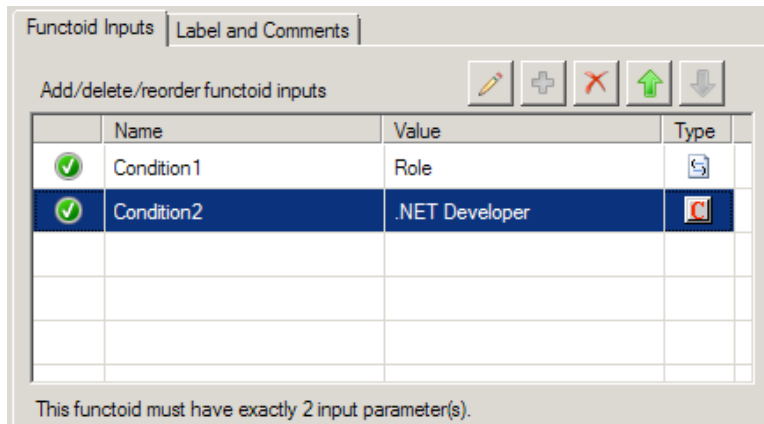 Functoid Inputs Label and Comments
Add/delete/reorder functoid inputs
Name Value Type
Condition1 Role
Condition2 .NET Developer C
This functoid must have exactly 2 input parameter(s).